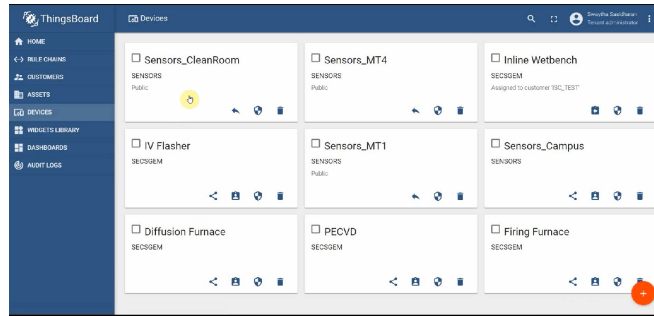 ThingsBoard
Devices
Swaytha Sasidharan
Tenant administrator
HOME
RULE CHAINS
CUSTOMERS
ASSETS
DEVICES
WIDGETS LIBRARY
DASHBOARDS
AUDIT LOGS
Sensors_CleanRoom
SENSORS
Public
Sensors_MT4
SENSORS
Public
Inline Wetbench
SECSGEM
Assigned to customer 'ISC_TEST'
IV Flasher
SECSGEM
Sensors_MT1
SENSORS
Public
Sensors_Campus
SENSORS
Diffusion Furnace
SECSGEM
PECVD
SECSGEM
Firing Furnace
SECSGEM